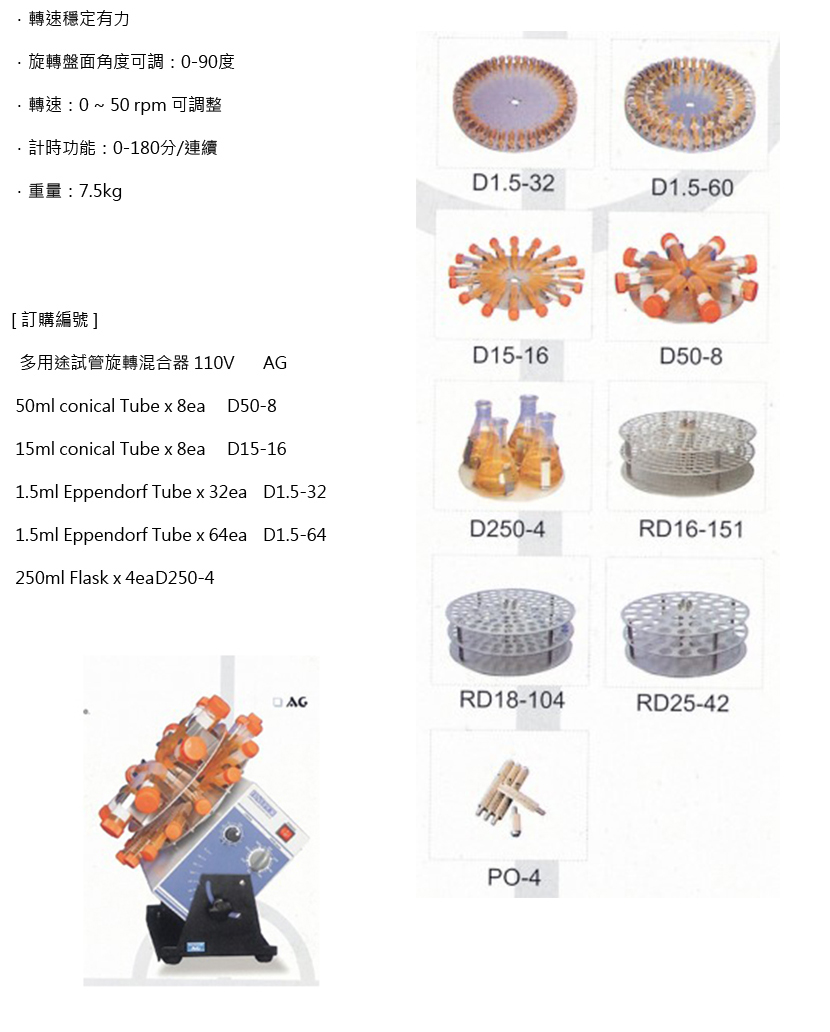 · 轉速穩定有力
· 旋轉盤面角度可調：0-90度
· 轉速：0 ~ 50 rpm 可調整
· 計時功能：0-180分/連續
· 重量：7.5kg
[ 訂購編號 ]
多用途試管旋轉混合器 110V AG
50ml conical Tube x 8ea D50-8
15ml conical Tube x 8ea D15-16
1.5ml Eppendorf Tube x 32ea D1.5-32
1.5ml Eppendorf Tube x 64ea D1.5-64
250ml Flask x 4eaD250-4
□ AG
D1.5-32
D1.5-60
D15-16
D50-8
D250-4
RD16-151
RD18-104
RD25-42
PO-4